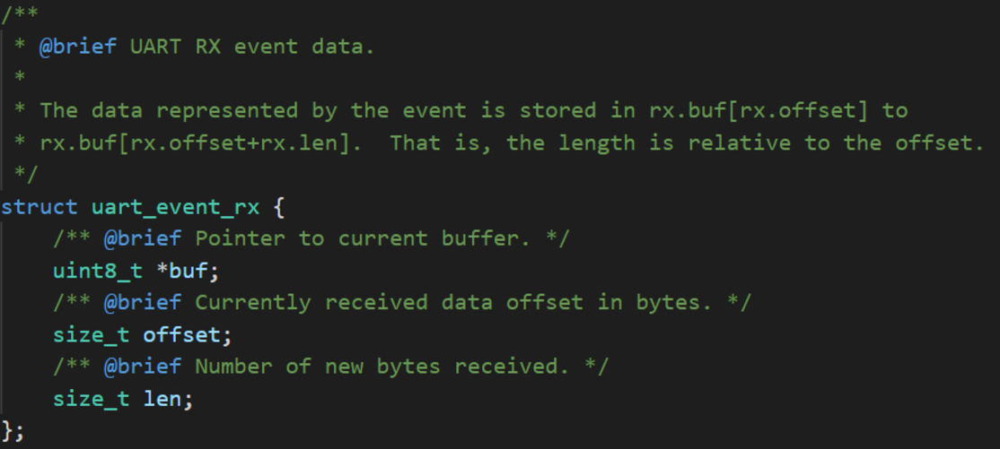 /**
 * @brief UART RX event data.
 *
 * The data represented by the event is stored in rx.buf[rx.offset] to
 * rx.buf[rx.offset+rx.len].  That is, the length is relative to the offset.
 */
struct uart_event_rx {
    /** @brief Pointer to current buffer. */
    uint8_t *buf;
    /** @brief Currently received data offset in bytes. */
    size_t offset;
    /** @brief Number of new bytes received. */
    size_t len;
};